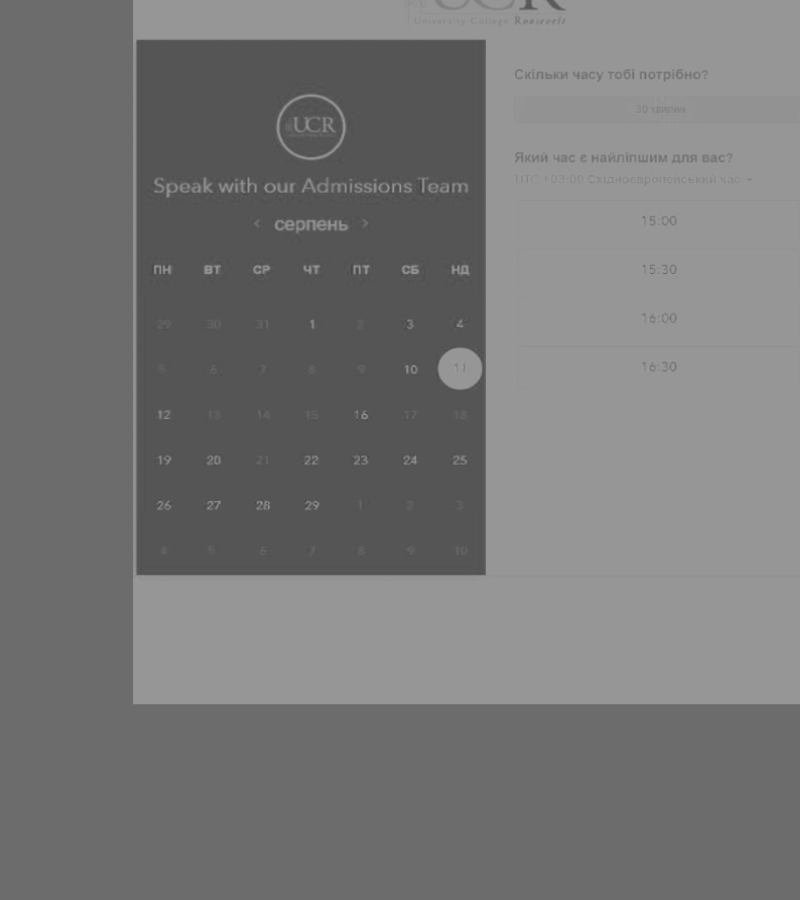 UCR
University College Roosevelt
UCR
Speak with our Admissions Team
< серпень >
ПН ВТ СР ЧТ ПТ СБ НД
29 30 31 1 2 3 4
5 6 7 8 9 10 11
12 13 14 15 16 17 18
19 20 21 22 23 24 25
26 27 28 29 1 2 3
4 5 6 7 8 9 10
Скільки часу тобі потрібно?
30 хвилин
Який час є найліпшим для вас?
UTC +03:00 Східноєвропейський час
15:00
15:30
16:00
16:30